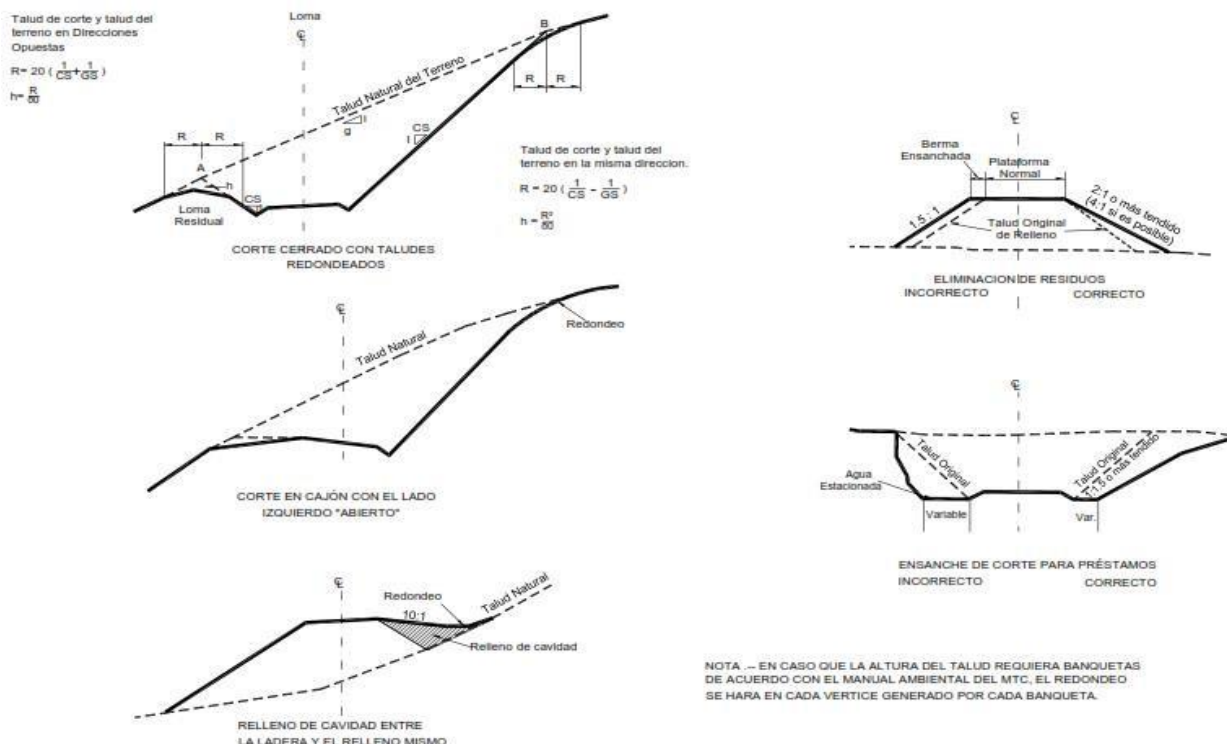 Talud de corte y talud del
terreno en Direcciones
Opuestas
R= 20 ( 1/CS + 1/GS )
h= R/80
Loma
℄
B
R
R
Talud Natural del Terreno
g
I
CS
I
R
R
A
h
CS
Loma
Residual
Talud de corte y talud del
terreno en la misma direccion.
R = 20 ( 1/CS - 1/GS )
CORTE CERRADO CON TALUDES
REDONDEADOS
℄
Talud Natural
Redondeo
CORTE EN CAJÓN CON EL LADO
IZQUIERDO "ABIERTO"
℄
Redondeo
10:1
Talud Natural
Relleno de cavidad
RELLENO DE CAVIDAD ENTRE
LA LADERA Y EL RELLENO MISMO
℄
Berma
Ensanchada
Plataforma
Normal
1.5 : 1
Talud Original
de Relleno
2:1 o más tendido
(4:1 si es posible)
ELIMINACION DE RESIDUOS
INCORRECTO
CORRECTO
℄
Talud Original
Talud Original
1:1.5 o más tendido
Agua
Estacionada
Variable
Var.
ENSANCHE DE CORTE PARA PRÉSTAMOS
INCORRECTO
CORRECTO
NOTA .-- EN CASO QUE LA ALTURA DEL TALUD REQUIERA BANQUETAS
DE ACUERDO CON EL MANUAL AMBIENTAL DEL MTC, EL REDONDEO
SE HARA EN CADA VERTICE GENERADO POR CADA BANQUETA.